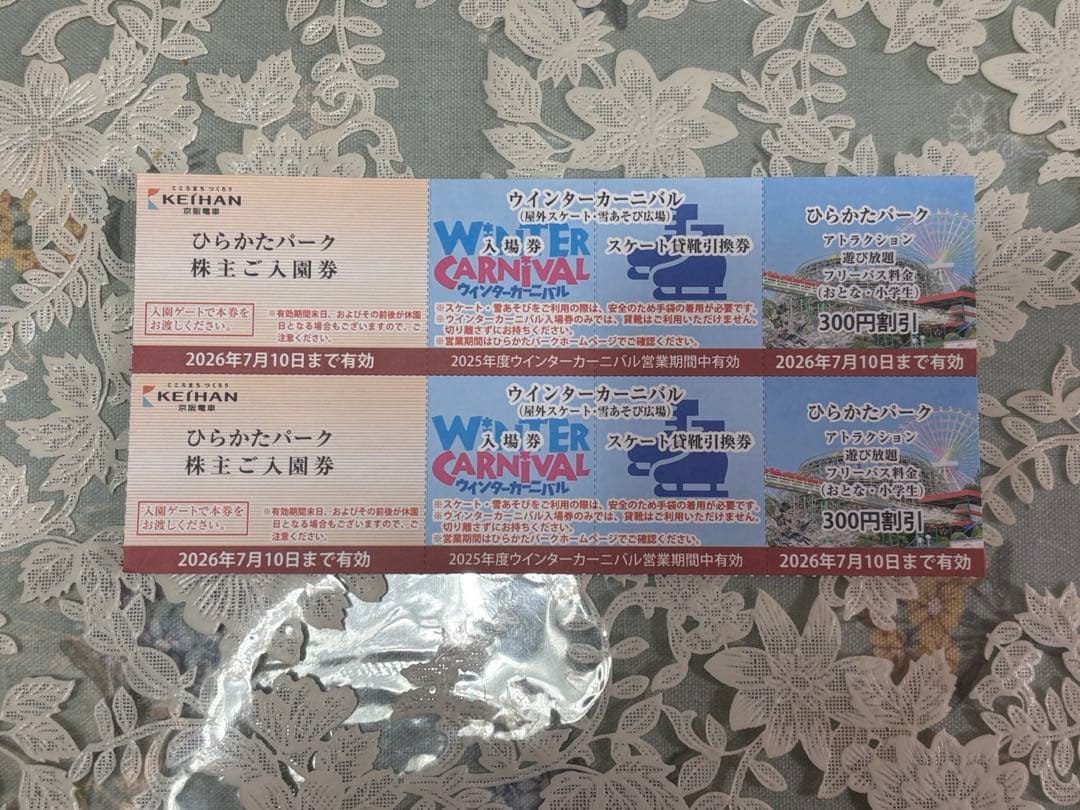 こころまち つくろう
KEIHAN
京阪電車
ひらかたパーク
株主ご入園券
入園ゲートで本券を
お渡しください。
※有効期間末日、およびその前後が休園
日となる場合もございますので、ご
注意ください。
2026年7月10日まで有効
ウインターカーニバル
(屋外スケート・雪あそび広場)
WINTER
CARNiVAL
ウィンターカーニバル
入場券
スケート貸靴引換券
※スケート・雪あそびをご利用の際は、安全のため手袋の着用が必要です。
※ウインターカーニバル入場券のみでは、貸靴はご利用いただけません。
切り離さずにお持ちください。
※営業期間はひらかたパークホームページでご確認ください。
2025年度ウインターカーニバル営業期間中有効
ひらかたパーク
アトラクション
遊び放題
フリーパス料金
(おとな・小学生)
300円割引
2026年7月10日まで有効
こころまち つくろう
KEIHAN
京阪電車
ひらかたパーク
株主ご入園券
入園ゲートで本券を
お渡しください。
※有効期間末日、およびその前後が休園
日となる場合もございますので、ご
注意ください。
2026年7月10日まで有効
ウインターカーニバル
(屋外スケート・雪あそび広場)
WINTER
CARNiVAL
ウィンターカーニバル
入場券
スケート貸靴引換券
※スケート・雪あそびをご利用の際は、安全のため手袋の着用が必要です。
※ウインターカーニバル入場券のみでは、貸靴はご利用いただけません。
切り離さずにお持ちください。
※営業期間はひらかたパークホームページでご確認ください。
2025年度ウインターカーニバル営業期間中有効
ひらかたパーク
アトラクション
遊び放題
フリーパス料金
(おとな・小学生)
300円割引
2026年7月10日まで有効